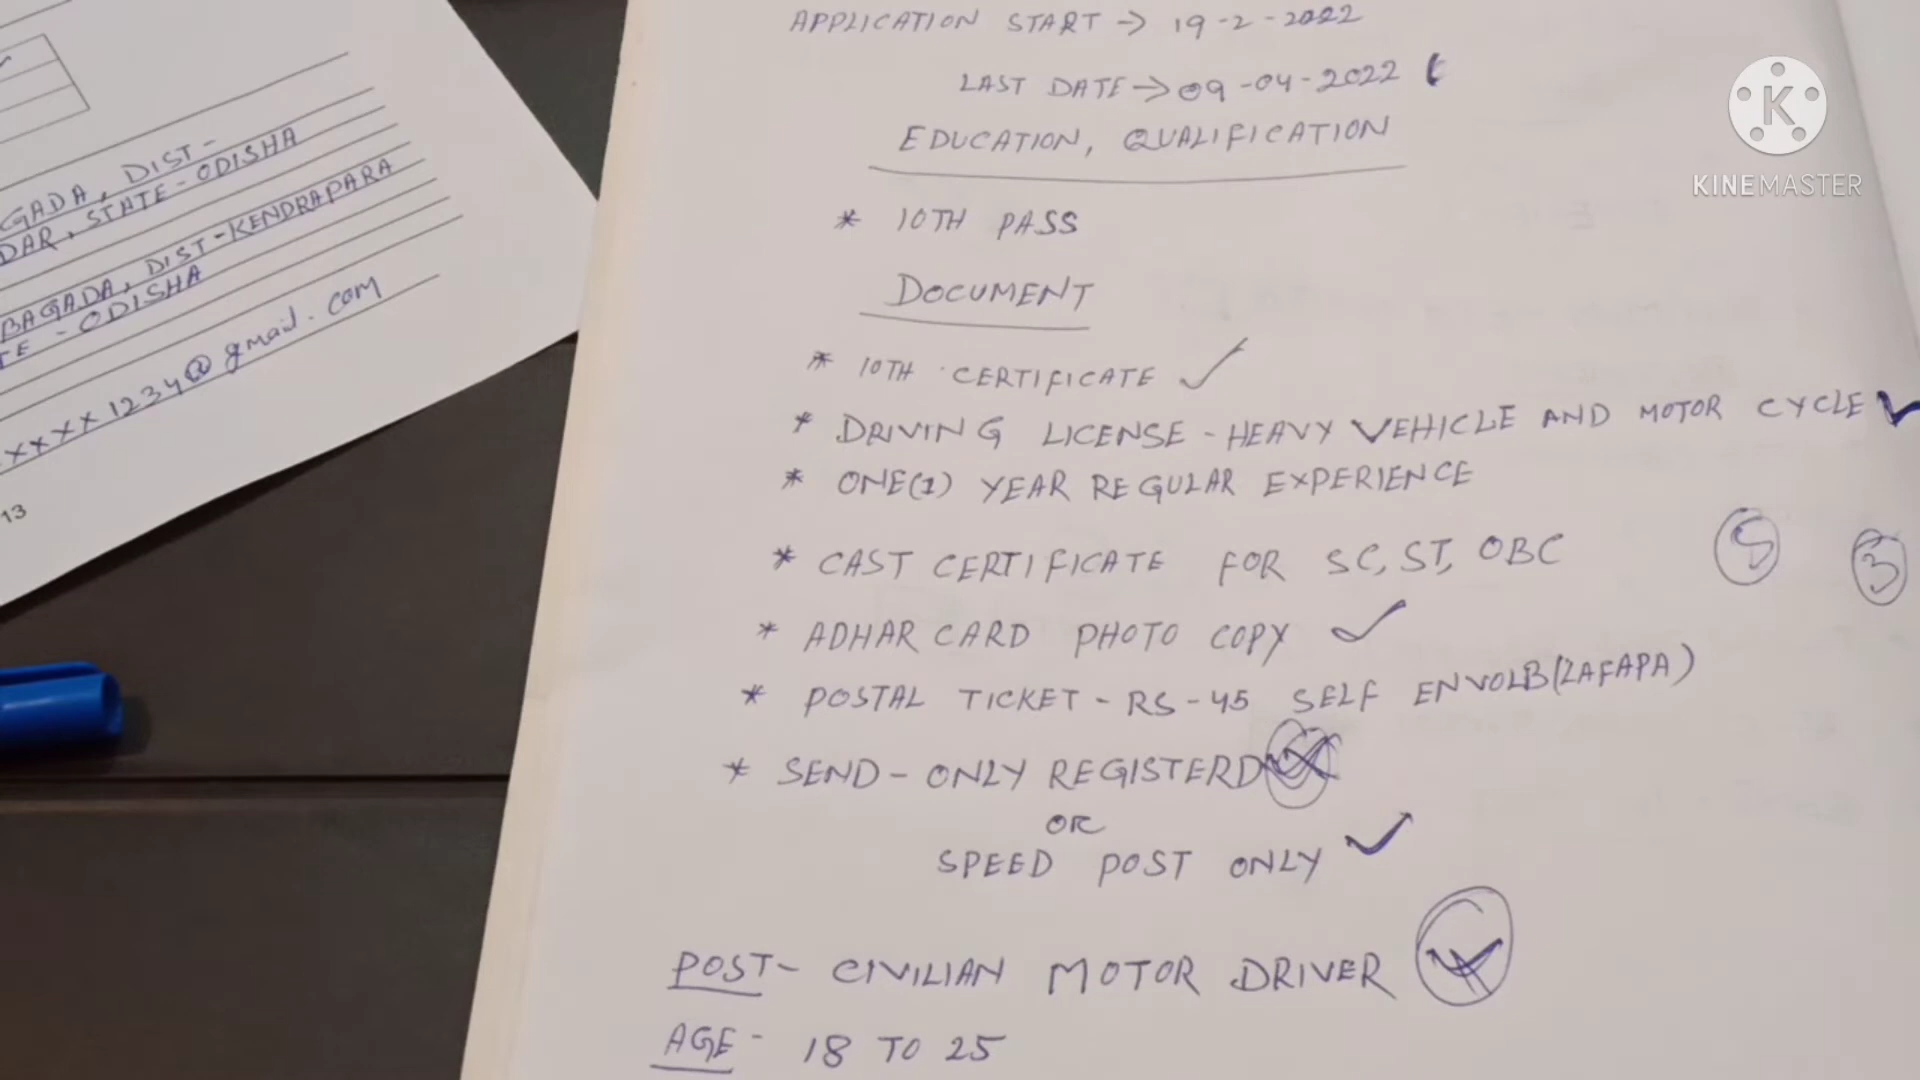 GADA, DIST-
DAR, STATE-ODISHA
BAGADA, DIST-KENDRAPARA
TE-ODISHA
xxxx1234@gmail.com
13
APPLICATION START → 19-2-2022
LAST DATE → 09-04-2022
EDUCATION, QUALIFICATION
* 10TH PASS
DOCUMENT
* 10TH CERTIFICATE ✓
* DRIVING LICENSE - HEAVY VEHICLE AND MOTOR CYCLE ✓
* ONE(1) YEAR REGULAR EXPERIENCE
* CAST CERTIFICATE FOR SC, ST, OBC
5 3
* ADHAR CARD PHOTO COPY ✓
* POSTAL TICKET - RS-45 SELF ENVOLB(LAFAPA)
* SEND - ONLY REGISTERD
OR
SPEED POST ONLY ✓
POST - CIVILIAN MOTOR DRIVER
AGE - 18 TO 25
K
KINEMASTER